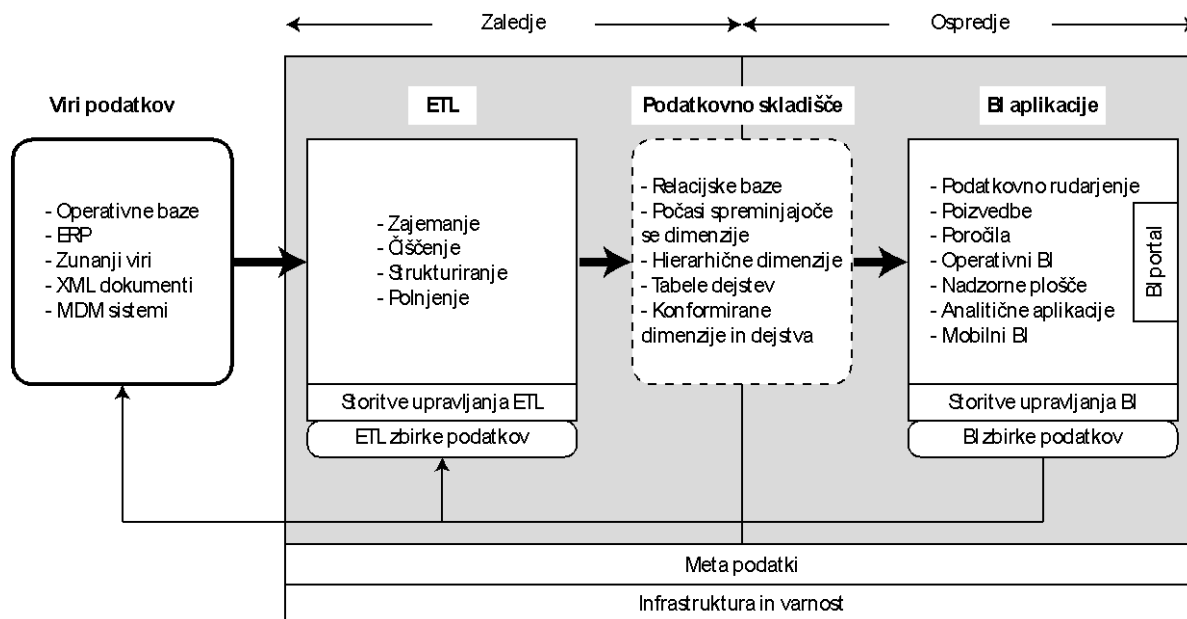 Zaledje
Ospredje
Viri podatkov
ETL
Podatkovno skladišče
BI aplikacije
- Operativne baze
- ERP
- Zunanji viri
- XML dokumenti
- MDM sistemi
- Zajemanje
- Čiščenje
- Strukturiranje
- Polnjenje
- Relacijske baze
- Počasi spreminjajoče
se dimenzije
- Hierarhične dimenzije
- Tabele dejstev
- Konformirane
dimenzije in dejstva
- Podatkovno rudarjenje
- Poizvedbe
- Poročila
- Operativni BI
- Nadzorne plošče
- Analitične aplikacije
- Mobilni BI
BI portal
Storitve upravljanja ETL
ETL zbirke podatkov
Storitve upravljanja BI
BI zbirke podatkov
Meta podatki
Infrastruktura in varnost